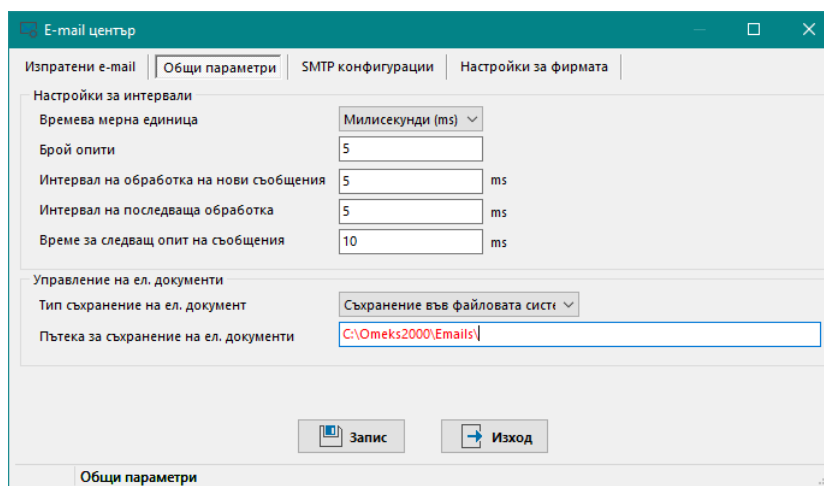 E-mail център
Изпратени e-mail Общи параметри SMTP конфигурации Настройки за фирмата
Настройки за интервали
Времева мерна единица Милисекунди (ms)
Брой опити 5
Интервал на обработка на нови съобщения 5 ms
Интервал на последваща обработка 5 ms
Време за следващ опит на съобщения 10 ms
Управление на ел. документи
Тип съхранение на ел. документ Съхранение във файловата систе
Пътека за съхранение на ел. документи C:\Omeks2000\Emails\
Запис Изход
Общи параметри